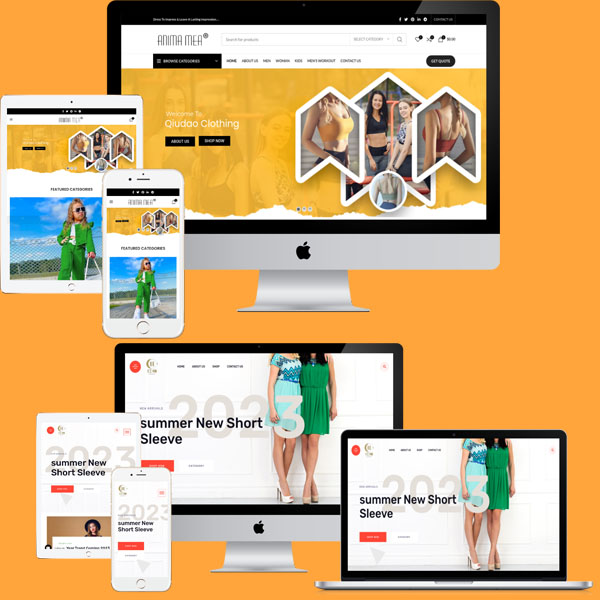 CONTACT US
ANIMA MEA
Search for products
SELECT CATEGORY
$0.00
BROWSE CATEGORIES
HOME ABOUT US MEN WOMAN KIDS MEN'S WORKOUT CONTACT US
GET QUOTE
Welcome To
Qiudao Clothing
ABOUT US SHOP NOW
ANIMA MEA
FEATURED CATEGORIES
ANIMA MEA
FEATURED CATEGORIES
HOME ABOUT US SHOP CONTACT US
NEW ARRIVALS
2023
summer New Short
Sleeve
CATEGORY
2023
summer New
Short Sleeve
2023
summer New
Short Sleeve
HOME ABOUT US SHOP CONTACT US
NEW ARRIVALS
2023
summer New Short
Sleeve
SHOP NOW
CATEGORY